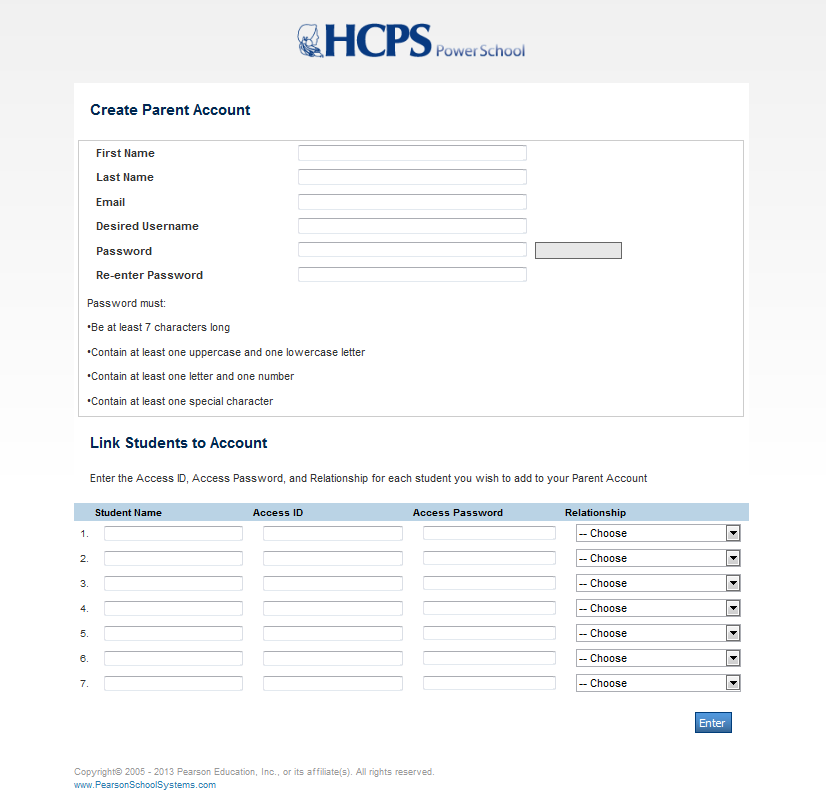 HCPS PowerSchool
Create Parent Account
First Name
Last Name
Email
Desired Username
Password
Re-enter Password
Password must:
•Be at least 7 characters long
•Contain at least one uppercase and one lowercase letter
•Contain at least one letter and one number
•Contain at least one special character
Link Students to Account
Enter the Access ID, Access Password, and Relationship for each student you wish to add to your Parent Account
Student Name Access ID Access Password Relationship
1. -- Choose
2. -- Choose
3. -- Choose
4. -- Choose
5. -- Choose
6. -- Choose
7. -- Choose
Enter
Copyright© 2005 - 2013 Pearson Education, Inc., or its affiliate(s). All rights reserved.
www.PearsonSchoolSystems.com